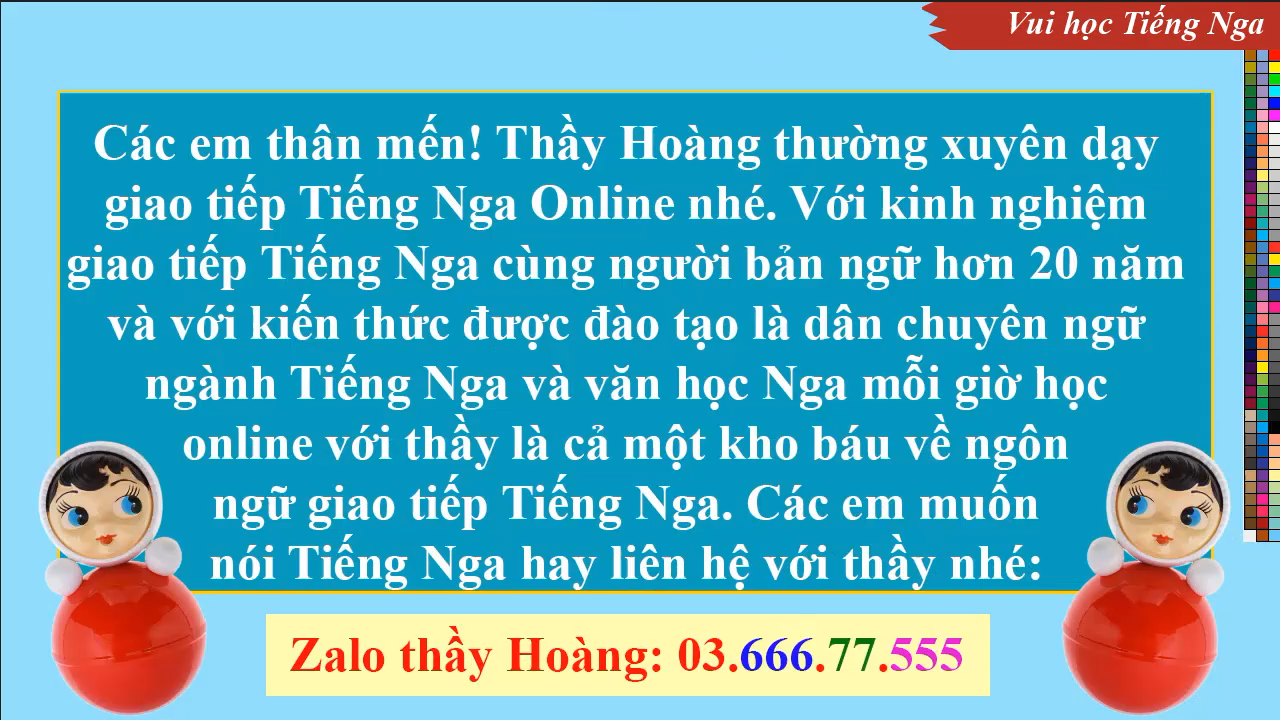 Vui học Tiếng Nga
Các em thân mến! Thầy Hoàng thường xuyên dạy
giao tiếp Tiếng Nga Online nhé. Với kinh nghiệm
giao tiếp Tiếng Nga cùng người bản ngữ hơn 20 năm
và với kiến thức được đào tạo là dân chuyên ngữ
ngành Tiếng Nga và văn học Nga mỗi giờ học
online với thầy là cả một kho báu về ngôn
ngữ giao tiếp Tiếng Nga. Các em muốn
nói Tiếng Nga hay liên hệ với thầy nhé:
Zalo thầy Hoàng: 03.666.77.555